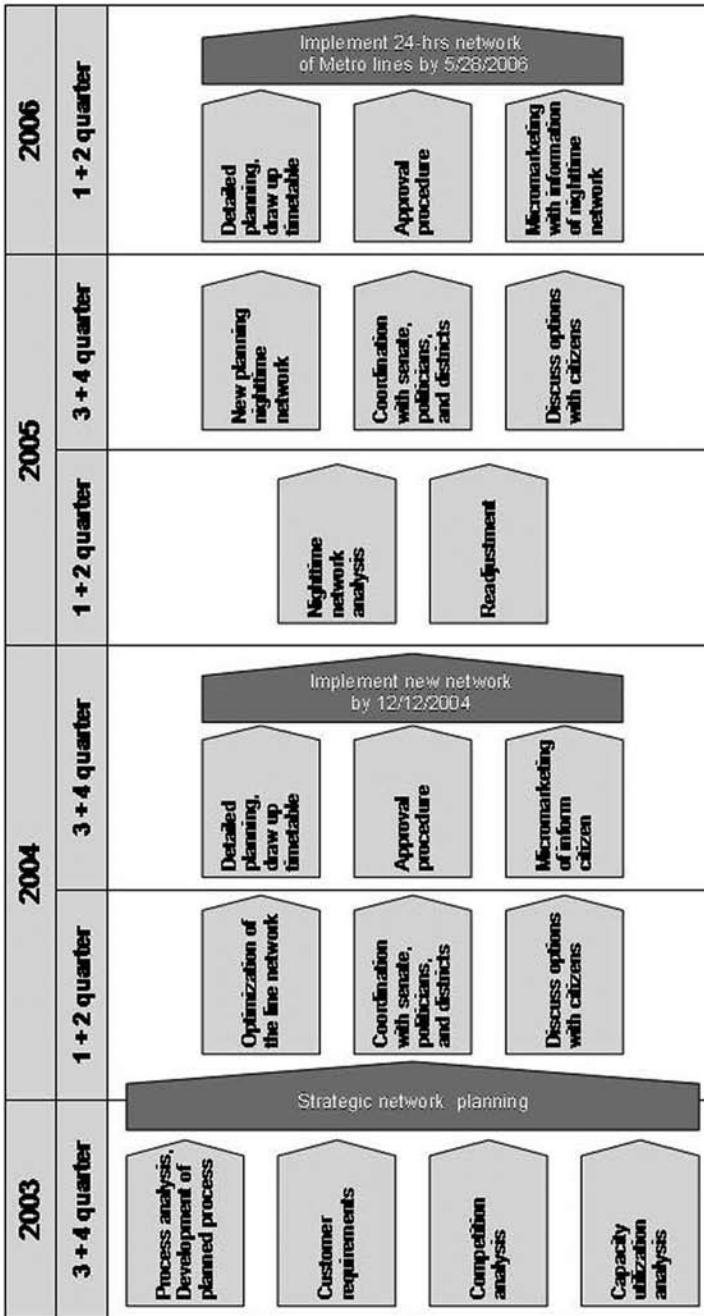 2003
2004
2005
2006
3 + 4 quarter
1 + 2 quarter
3 + 4 quarter
1 + 2 quarter
3 + 4 quarter
1 + 2 quarter
Process analysis,
Development of
planned process
Customer
requirements
Competition
analysis
Capacity
utilization
analysis
Strategic network planning
Optimization of
the line network
Coordination
with senate,
politicians,
and districts
Discuss options
with citizens
Detailed
planning,
draw up
timetable
Approval
procedure
Micromarketing
of inform
citizen
Implement new network
by 12/12/2004
Nighttime
network
analysis
Readjustment
New planning
nighttime
network
Coordination
with senate,
politicians,
and districts
Discuss options
with citizens
Detailed
planning,
draw up
timetable
Approval
procedure
Micromarketing
with information
of nighttime
network
Implement 24-hrs network
of Metro lines by 5/28/2006